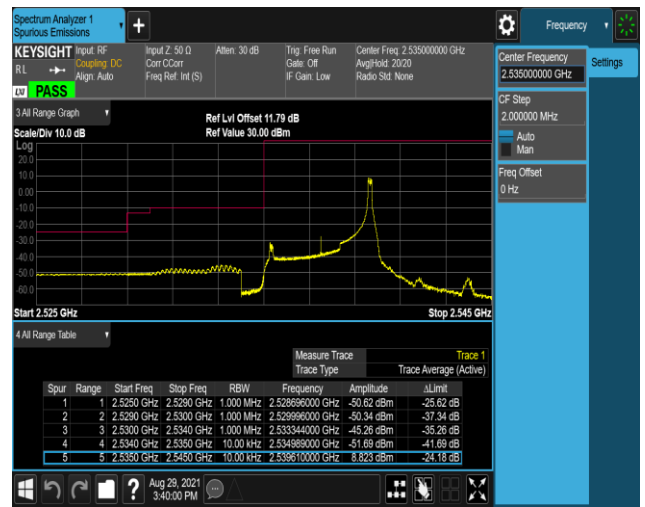 Spectrum Analyzer 1
Spurious Emissions
+
Frequency
KEYSIGHT Input: RF Input Z: 50 Ω Atten: 30 dB Trig: Free Run Center Freq: 2.535000000 GHz
RL Coupling: DC Corr CCorr Gate: Off Avg|Hold: 20/20
Align: Auto Freq Ref: Int (S) IF Gain: Low Radio Std: None
LXI PASS
3 All Range Graph
Ref Lvl Offset 11.79 dB
Scale/Div 10.0 dB Ref Value 30.00 dBm
Log
20.0
10.0
0.00
-10.0
-20.0
-30.0
-40.0
-50.0
-60.0
Start 2.525 GHz Stop 2.545 GHz
4 All Range Table
Measure Trace Trace 1
Trace Type Trace Average (Active)
Spur Range Start Freq Stop Freq RBW Frequency Amplitude ΔLimit
1 1 2.5250 GHz 2.5290 GHz 1.000 MHz 2.528696000 GHz -50.62 dBm -25.62 dB
2 2 2.5290 GHz 2.5300 GHz 1.000 MHz 2.529996000 GHz -50.34 dBm -37.34 dB
3 3 2.5300 GHz 2.5340 GHz 1.000 MHz 2.533344000 GHz -45.26 dBm -35.26 dB
4 4 2.5340 GHz 2.5350 GHz 10.00 kHz 2.534989000 GHz -51.69 dBm -41.69 dB
5 5 2.5350 GHz 2.5450 GHz 10.00 kHz 2.539610000 GHz 8.823 dBm -24.18 dB
? Aug 29, 2021
3:40:00 PM
Center Frequency
2.535000000 GHz
Settings
CF Step
2.000000 MHz
Auto
Man
Freq Offset
0 Hz